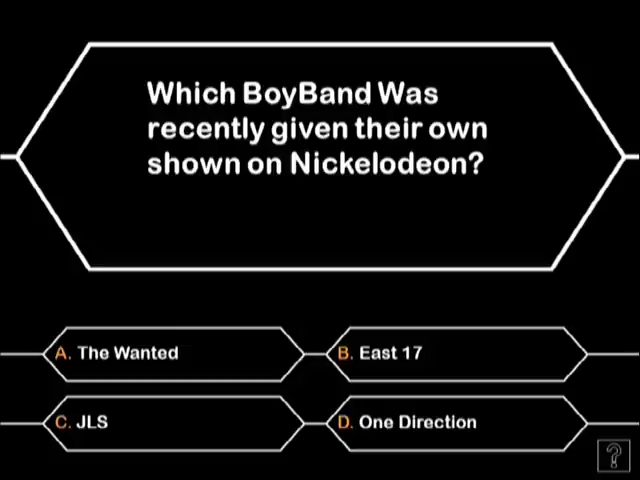 Which BoyBand Was
recently given their own
shown on Nickelodeon?
A. The Wanted
B. East 17
C. JLS
D. One Direction
?